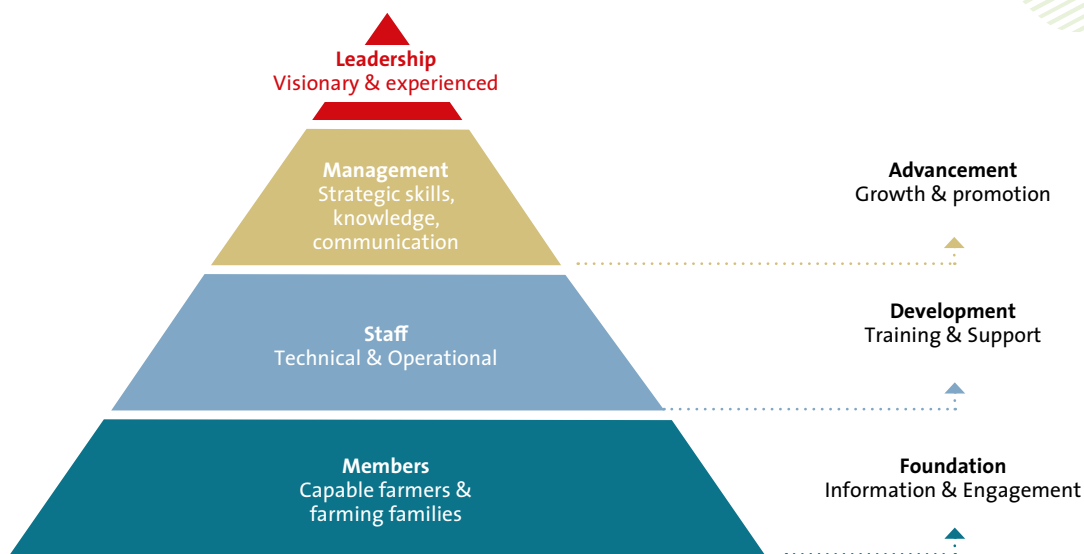 Leadership
Visionary & experienced
Management
Strategic skills,
knowledge,
communication
Advancement
Growth & promotion
Staff
Technical & Operational
Development
Training & Support
Members
Capable farmers &
farming families
Foundation
Information & Engagement